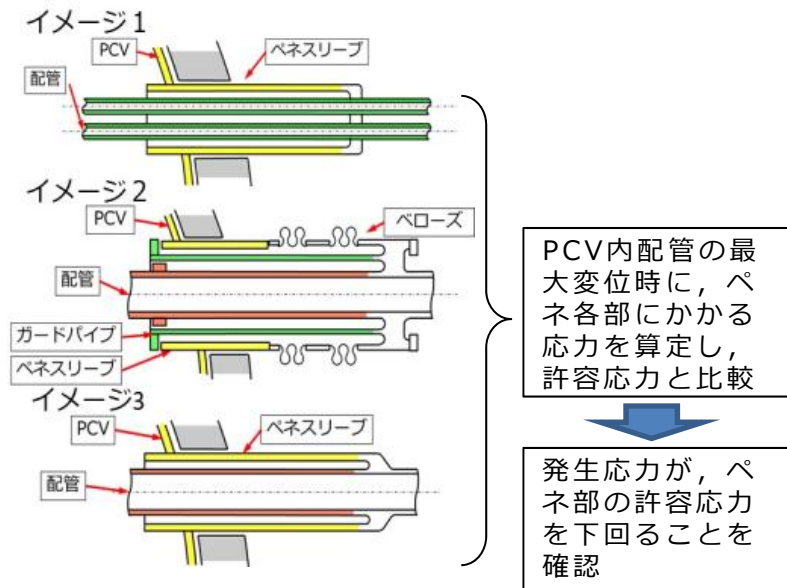 イメージ1
PCV
ペネスリーブ
配管
イメージ2
PCV
ベローズ
配管
ガードパイプ
ペネスリーブ
イメージ3
PCV
ペネスリーブ
配管
PCV内配管の最
大変位時に，ペ
ネ各部にかかる
応力を算定し，
許容応力と比較
発生応力が，ペ
ネ部の許容応力
を下回ることを
確認